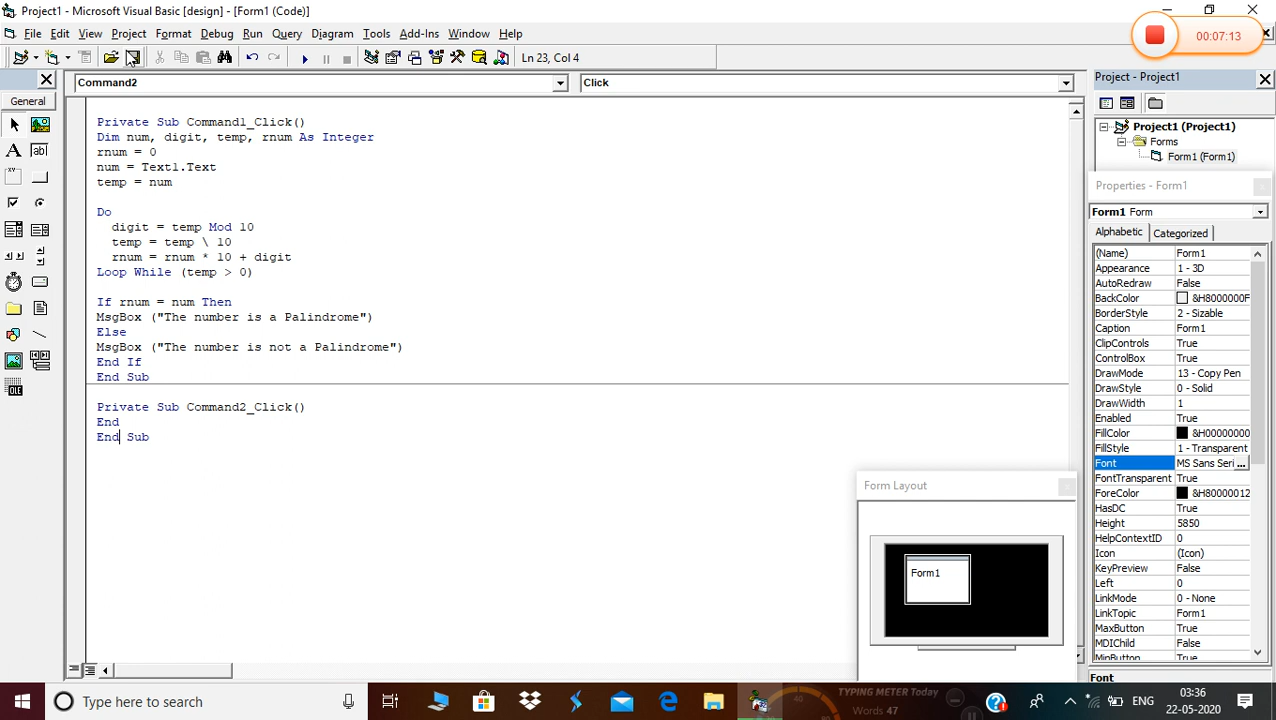 Project1 - Microsoft Visual Basic [design] - [Form1 (Code)]
File Edit View Project Format Debug Run Query Diagram Tools Add-Ins Window Help
00:07:13
Ln 23, Col 4
Command2
Click
Project - Project1
General
Private Sub Command1_Click()
Dim num, digit, temp, rnum As Integer
rnum = 0
num = Text1.Text
temp = num
Do
digit = temp Mod 10
temp = temp \ 10
rnum = rnum * 10 + digit
Loop While (temp > 0)
If rnum = num Then
MsgBox ("The number is a Palindrome")
Else
MsgBox ("The number is not a Palindrome")
End If
End Sub
Private Sub Command2_Click()
End
End Sub
Project1 (Project1)
Forms
Form1 (Form1)
Properties - Form1
Form1 Form
Alphabetic Categorized
(Name) Form1
Appearance 1 - 3D
AutoRedraw False
BackColor &H8000000F
BorderStyle 2 - Sizable
Caption Form1
ClipControls True
ControlBox True
DrawMode 13 - Copy Pen
DrawStyle 0 - Solid
DrawWidth 1
Enabled True
FillColor &H00000000
FillStyle 1 - Transparent
Font MS Sans Seri ...
FontTransparent True
ForeColor &H80000012
HasDC True
Height 5850
HelpContextID 0
Icon (Icon)
KeyPreview False
Left 0
LinkMode 0 - None
LinkTopic Form1
MaxButton True
MDIChild False
MinButton True
Font
Form Layout
Form1
Type here to search
TYPING METER Today
Words 47
ENG
03:36
22-05-2020